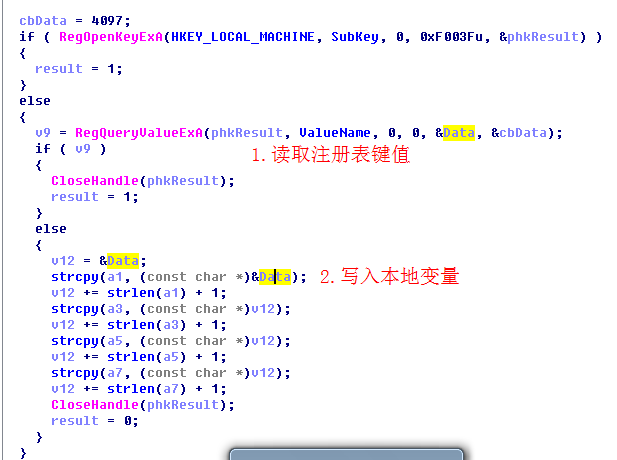 cbData = 4097;
if ( RegOpenKeyExA(HKEY_LOCAL_MACHINE, SubKey, 0, 0xF003Fu, &phkResult) )
{
result = 1;
}
else
{
v9 = RegQueryValueExA(phkResult, ValueName, 0, 0, &Data, &cbData);
if ( v9 )
1.读取注册表键值
{
CloseHandle(phkResult);
result = 1;
}
else
{
v12 = &Data;
strcpy(a1, (const char *)&Data); 2.写入本地变量
v12 += strlen(a1) + 1;
strcpy(a3, (const char *)v12);
v12 += strlen(a3) + 1;
strcpy(a5, (const char *)v12);
v12 += strlen(a5) + 1;
strcpy(a7, (const char *)v12);
v12 += strlen(a7) + 1;
CloseHandle(phkResult);
result = 0;
}
}